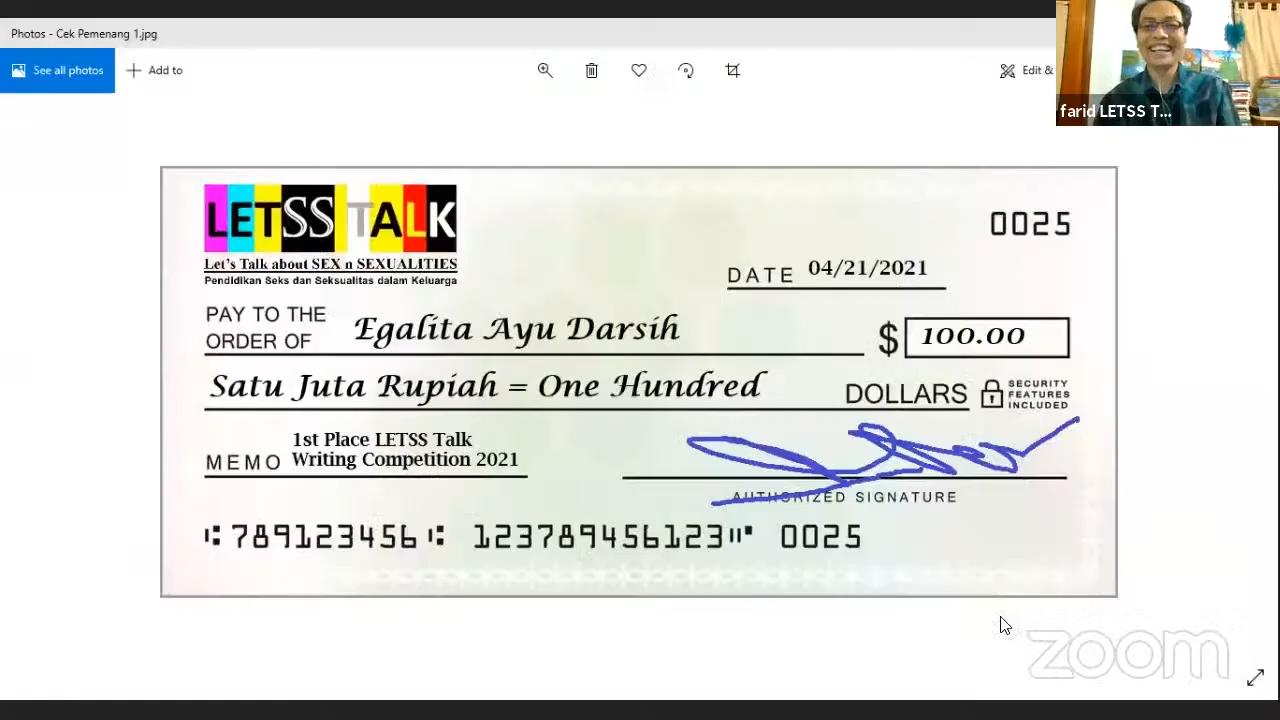 Photos - Cek Pemenang 1.jpg
See all photos
Add to
Edit &
farid LETSS T...
LETSS TALK
Let's Talk about SEX n SEXUALITIES
Pendidikan Seks dan Seksualitas dalam Keluarga
0025
DATE 04/21/2021
PAY TO THE
ORDER OF Egalita Ayu Darsih $ 100.00
Satu Juta Rupiah = One Hundred DOLLARS
SECURITY
FEATURES
INCLUDED
1st Place LETSS Talk
MEMO Writing Competition 2021
AUTHORIZED SIGNATURE
⑆789123456⑆ 123789456123⑈ 0025
zoom